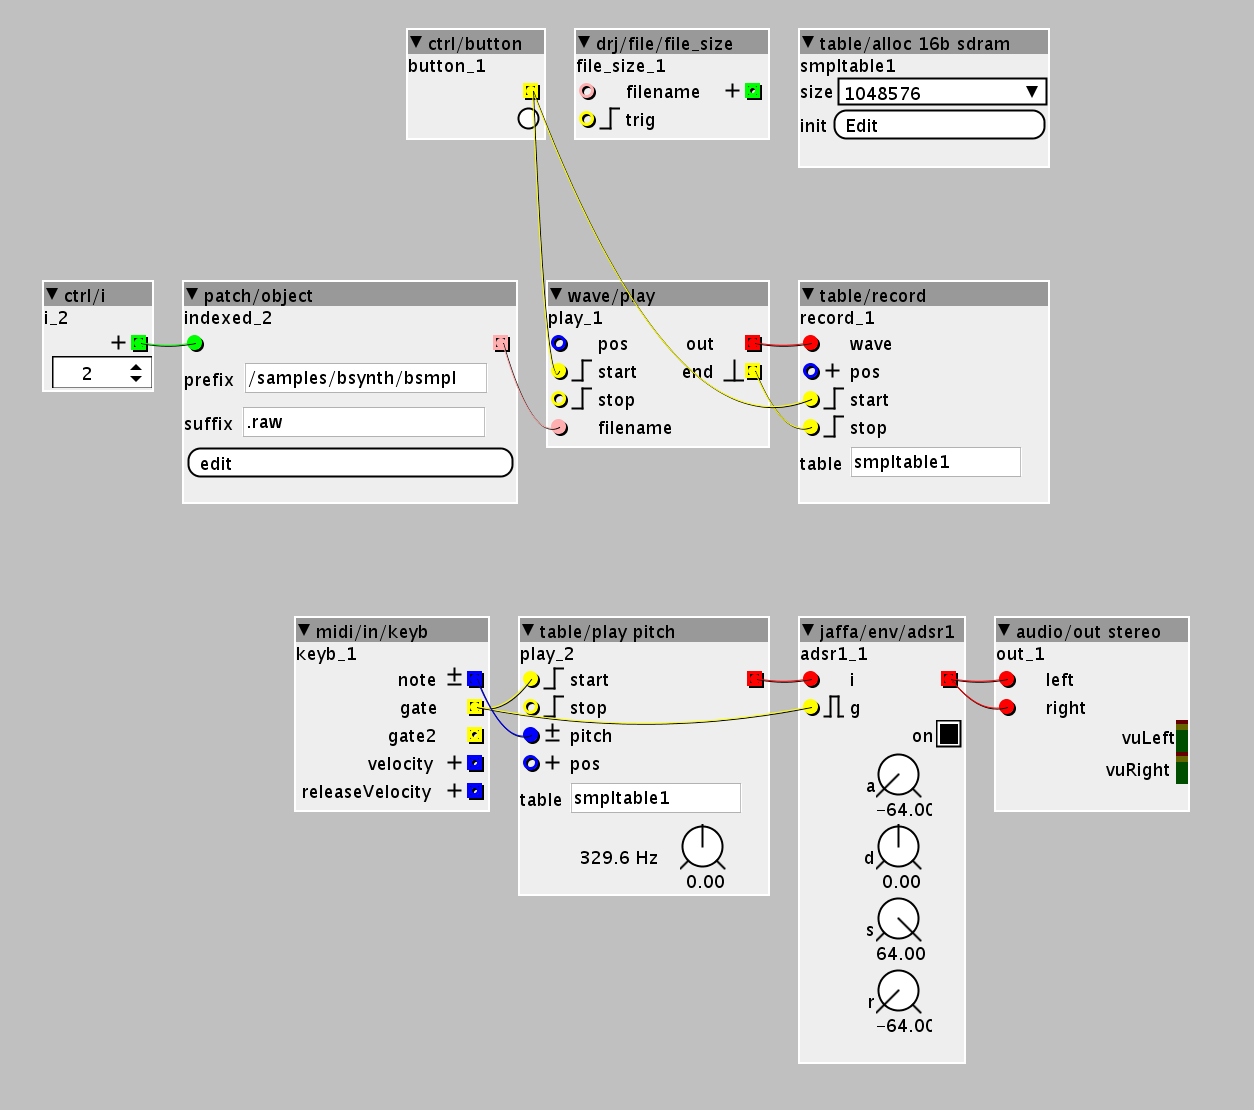 ctrl/button
button_1
drj/file/file_size
file_size_1
filename +
trig
table/alloc 16b sdram
smpltable1
size 1048576
init Edit
ctrl/i
i_2
+
2
patch/object
indexed_2
prefix /samples/bsynth/bsmpl
suffix .raw
edit
wave/play
play_1
pos out
start end
stop
filename
table/record
record_1
wave
+ pos
start
stop
table smpltable1
midi/in/keyb
keyb_1
note ±
gate
gate2
velocity +
releaseVelocity +
table/play pitch
play_2
start
stop
± pitch
+ pos
table smpltable1
329.6 Hz
0.00
jaffa/env/adsr1
adsr1_1
i
g
on
a
-64.00
d
0.00
s
64.00
r
-64.00
audio/out stereo
out_1
left
right
vuLeft
vuRight